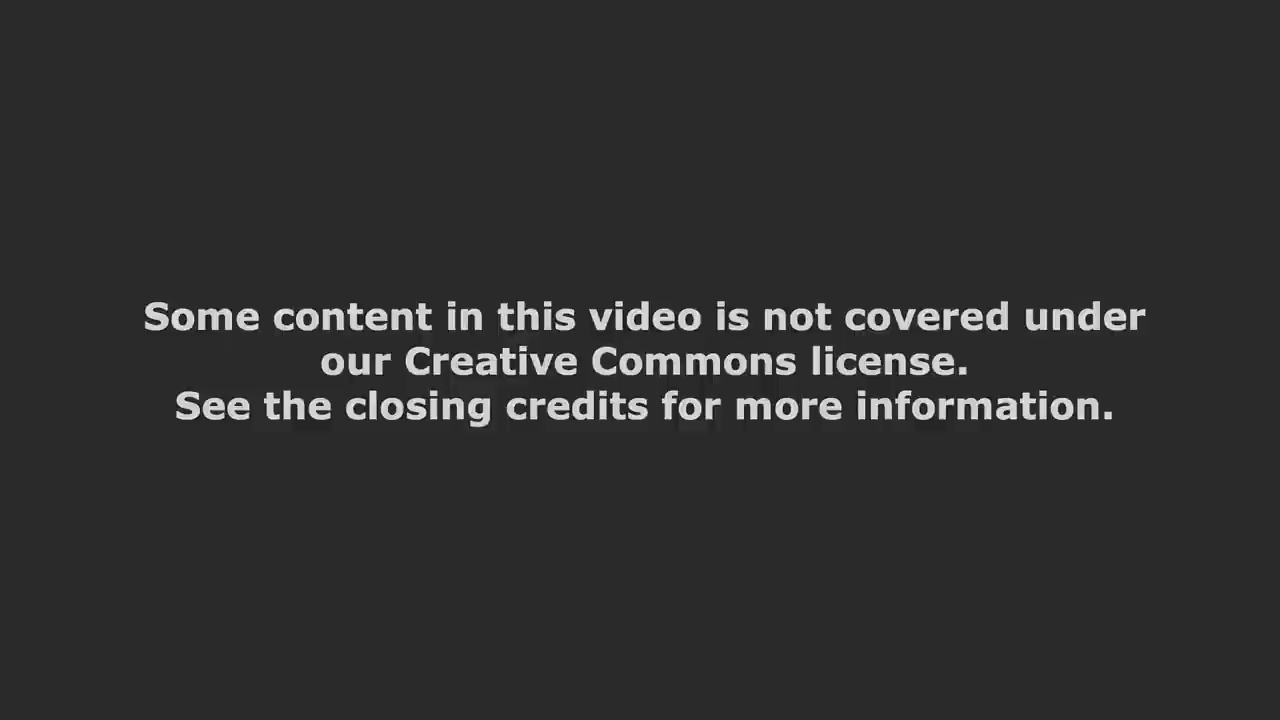 Some content in this video is not covered under
our Creative Commons license.
See the closing credits for more information.